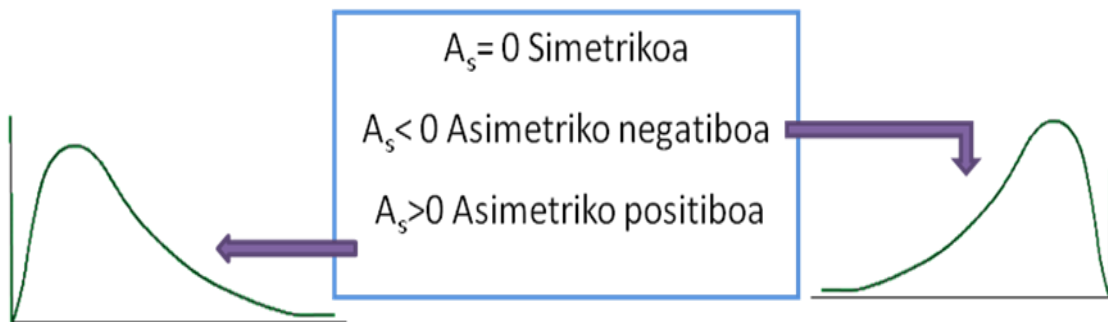 Aₛ= 0 Simetrikoa
Aₛ< 0 Asimetriko negatiboa
Aₛ>0 Asimetriko positiboa